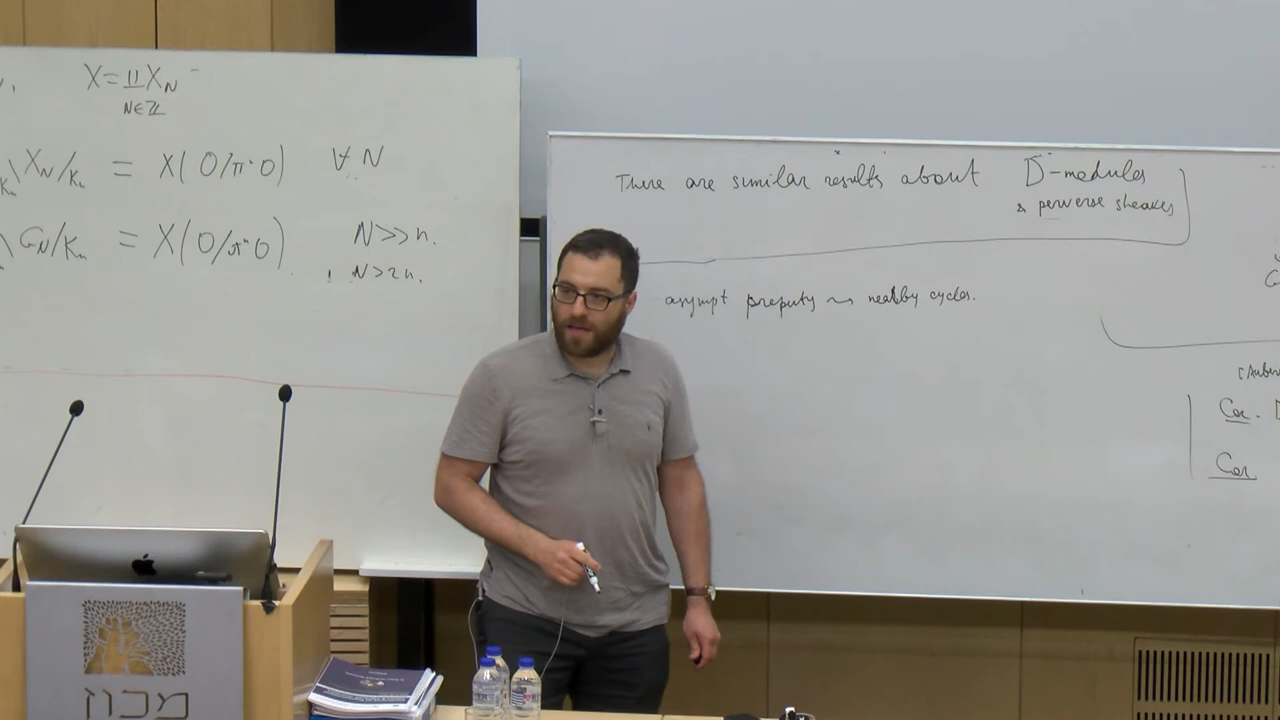 X = ∐ X_N
N∈ℤ
X_N/K_n = X(O/π^n O) ∀ N
\G_N/K_n = X(O/π^n O) N>>n.
N>2n.
There are similar results about D-modules
& perverse sheaves
asympt property ⇝ nearby cycles.
Cor.
Cor
מכון